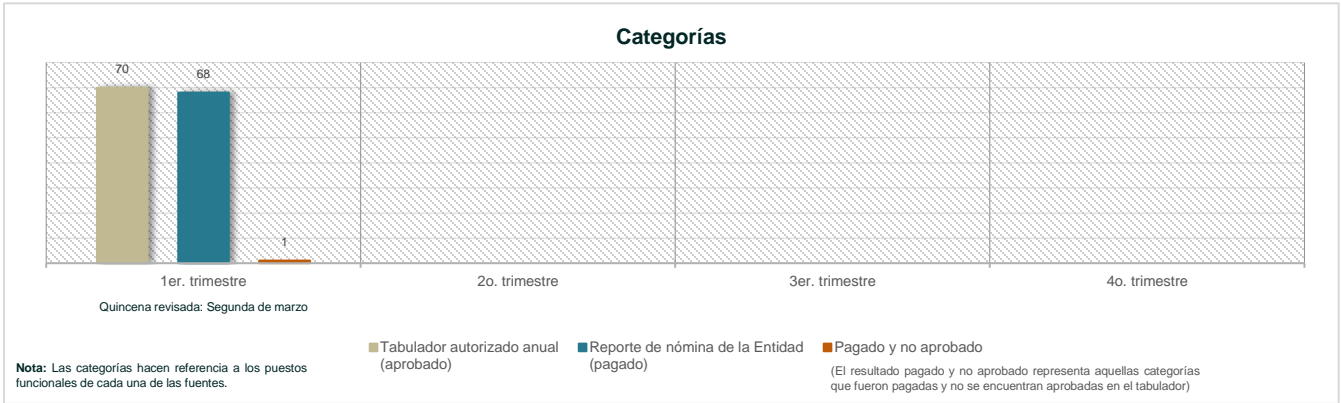 Categorías
70
68
1
1er. trimestre
2o. trimestre
3er. trimestre
4o. trimestre
Quincena revisada: Segunda de marzo
Tabulador autorizado anual
(aprobado)
Reporte de nómina de la Entidad
(pagado)
Pagado y no aprobado
(El resultado pagado y no aprobado representa aquellas categorías
que fueron pagadas y no se encuentran aprobadas en el tabulador)
Nota: Las categorías hacen referencia a los puestos
funcionales de cada una de las fuentes.